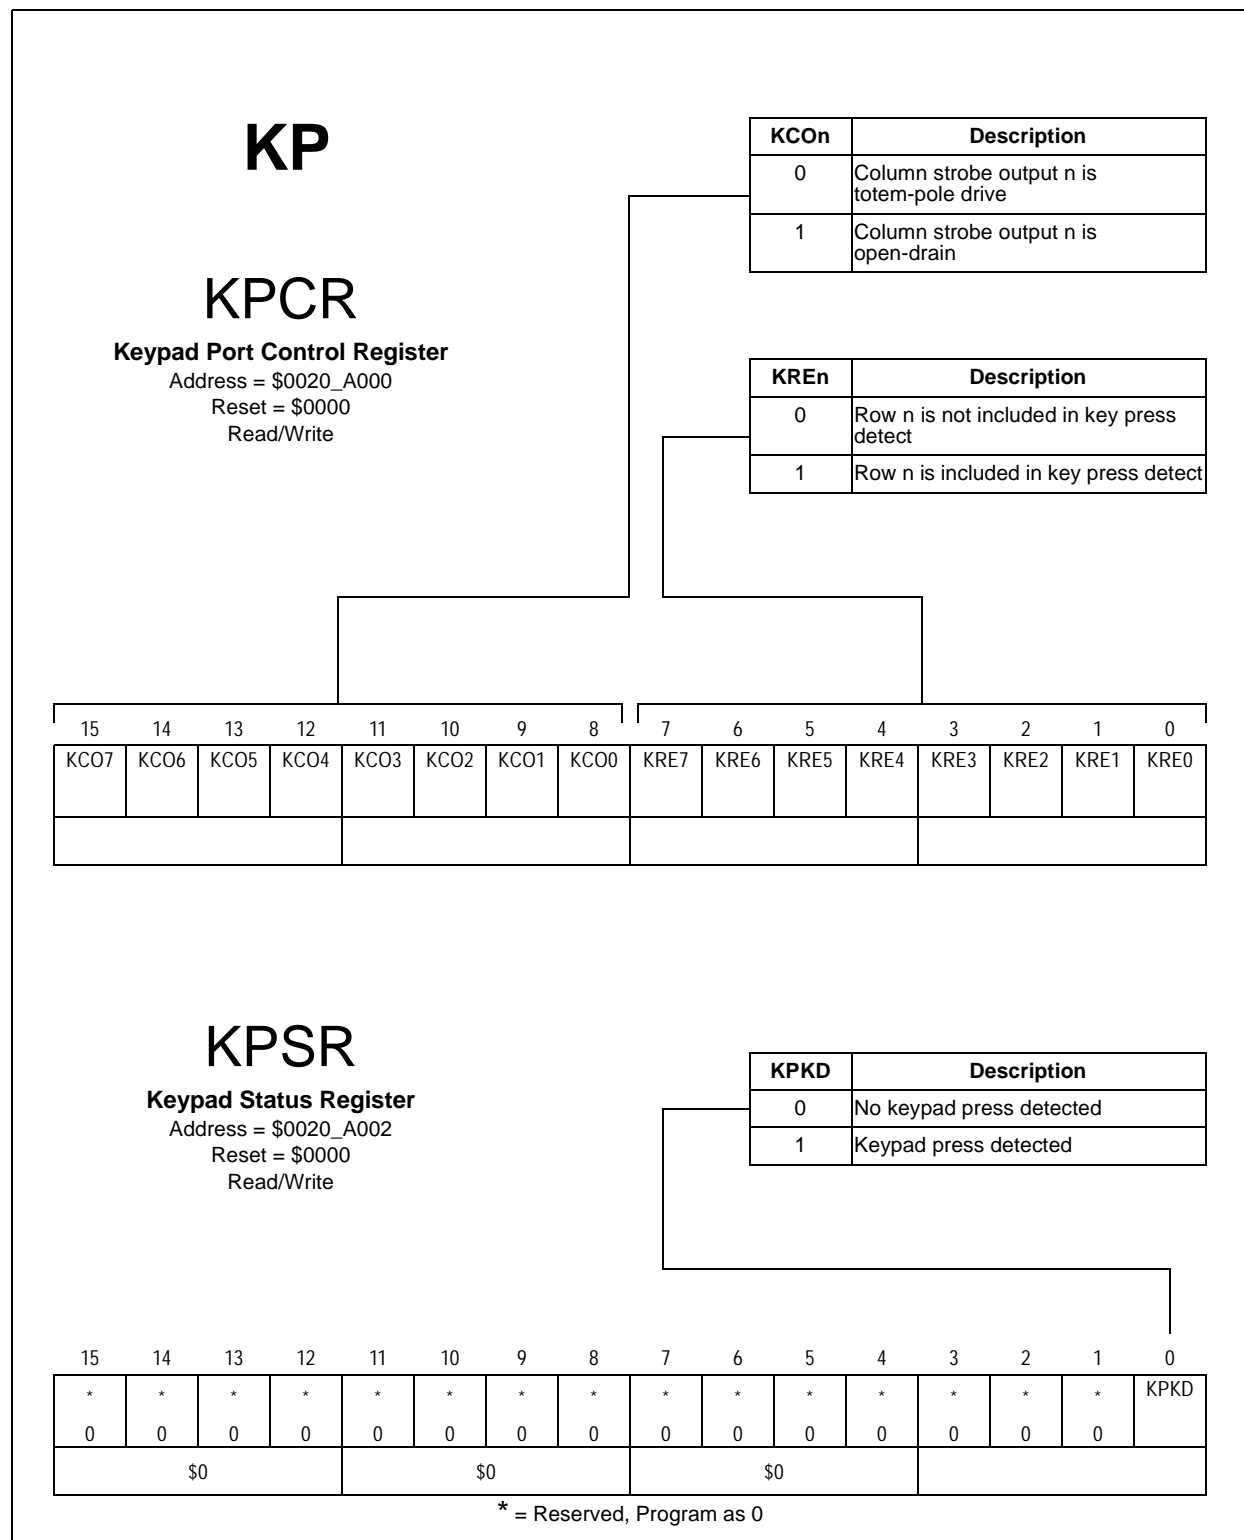 KP
KCOn Description
0 Column strobe output n is
totem-pole drive
1 Column strobe output n is
open-drain
KPCR
Keypad Port Control Register
Address = $0020_A000
Reset = $0000
Read/Write
KREn Description
0 Row n is not included in key press
detect
1 Row n is included in key press detect
15 14 13 12 11 10 9 8 7 6 5 4 3 2 1 0
KCO7 KCO6 KCO5 KCO4 KCO3 KCO2 KCO1 KCO0 KRE7 KRE6 KRE5 KRE4 KRE3 KRE2 KRE1 KRE0
KPSR
Keypad Status Register
Address = $0020_A002
Reset = $0000
Read/Write
KPKD Description
0 No keypad press detected
1 Keypad press detected
15 14 13 12 11 10 9 8 7 6 5 4 3 2 1 0
* * * * * * * * * * * * * * * KPKD
0 0 0 0 0 0 0 0 0 0 0 0 0 0 0
$0 $0 $0
* = Reserved, Program as 0